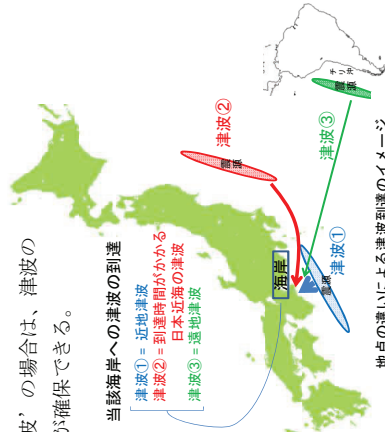 波’の場合は、津波の
が確保できる。
当該海岸への津波の到達
津波①= 近地津波
津波②= 到達時間がかかる
日本近海の津波
津波③= 遠地津波
海岸
震源
津波①
震源
津波②
津波③
チリ沖
震源
地点の違いによる津波到達のイメージ